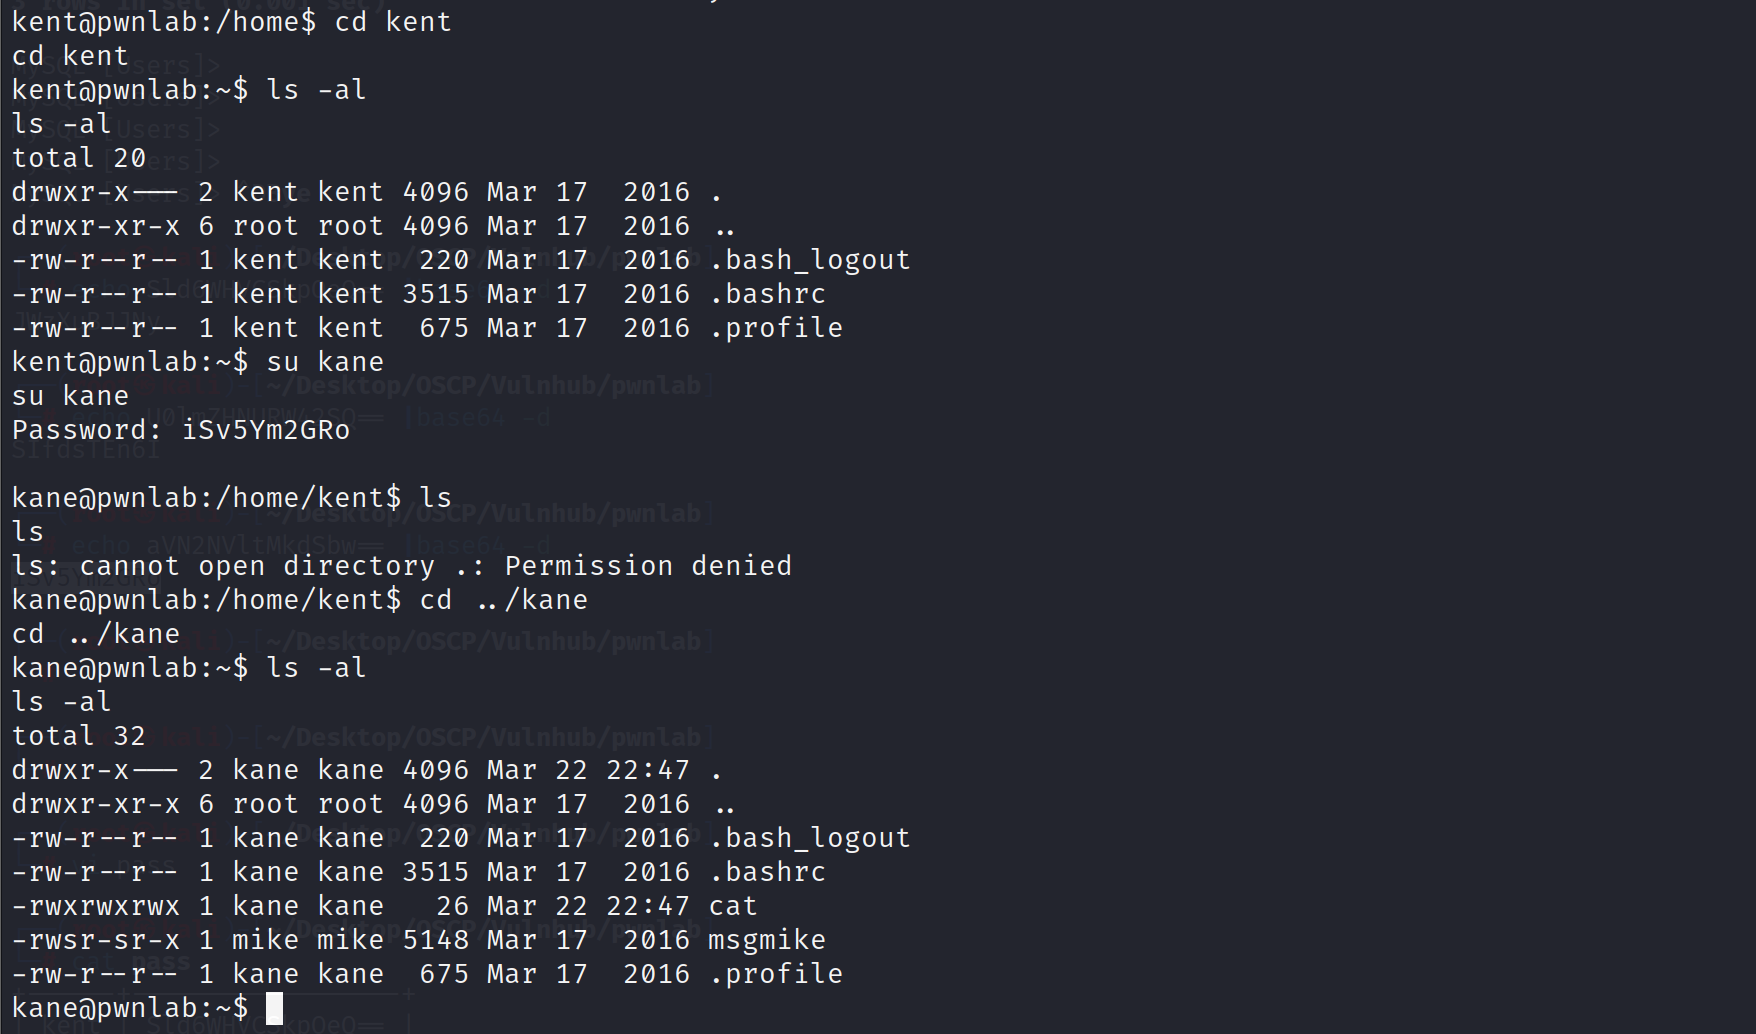 kent@pwnlab:/home$ cd kent
cd kent
kent@pwnlab:~$ ls -al
ls -al
total 20
drwxr-x--- 2 kent kent 4096 Mar 17  2016 .
drwxr-xr-x 6 root root 4096 Mar 17  2016 ..
-rw-r--r-- 1 kent kent  220 Mar 17  2016 .bash_logout
-rw-r--r-- 1 kent kent 3515 Mar 17  2016 .bashrc
-rw-r--r-- 1 kent kent  675 Mar 17  2016 .profile
kent@pwnlab:~$ su kane
su kane
Password: iSv5Ym2GRo

kane@pwnlab:/home/kent$ ls
ls
ls: cannot open directory .: Permission denied
kane@pwnlab:/home/kent$ cd ../kane
cd ../kane
kane@pwnlab:~$ ls -al
ls -al
total 32
drwxr-x--- 2 kane kane 4096 Mar 22 22:47 .
drwxr-xr-x 6 root root 4096 Mar 17  2016 ..
-rw-r--r-- 1 kane kane  220 Mar 17  2016 .bash_logout
-rw-r--r-- 1 kane kane 3515 Mar 17  2016 .bashrc
-rwxrwxrwx 1 kane kane   26 Mar 22 22:47 cat
-rwsr-sr-x 1 mike mike 5148 Mar 17  2016 msgmike
-rw-r--r-- 1 kane kane  675 Mar 17  2016 .profile
kane@pwnlab:~$